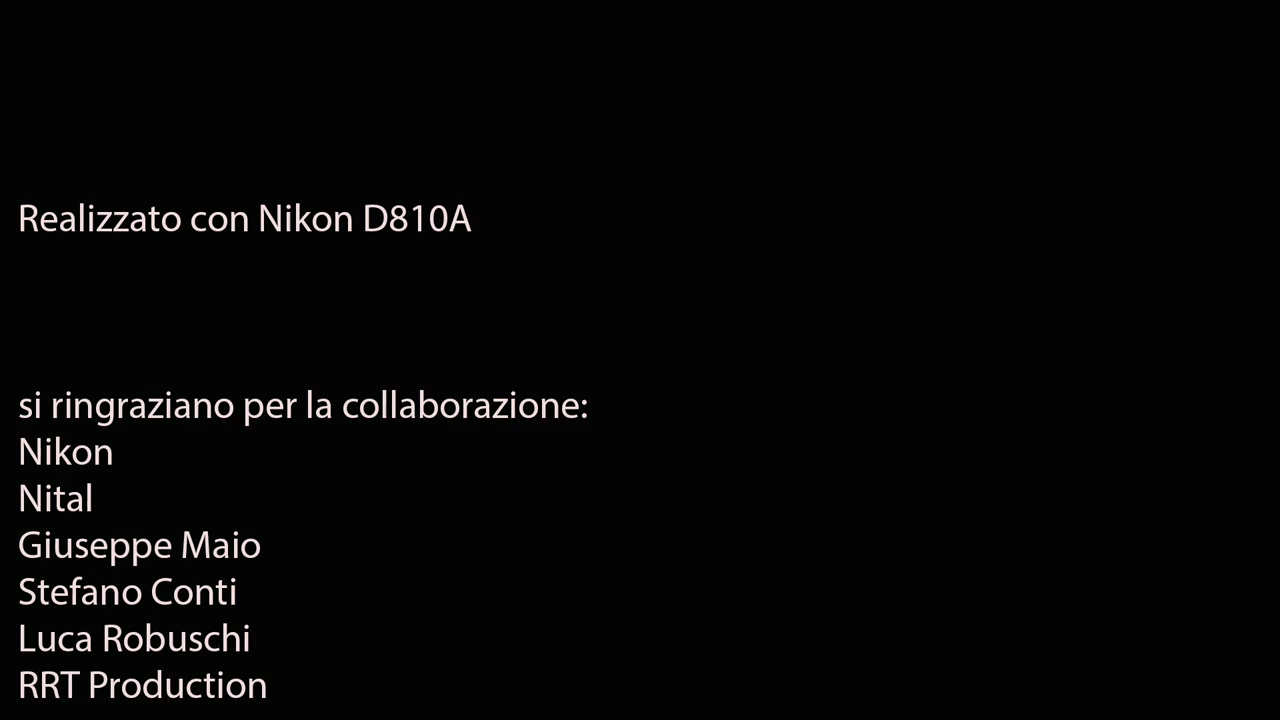 Realizzato con Nikon D810A
si ringraziano per la collaborazione:
Nikon
Nital
Giuseppe Maio
Stefano Conti
Luca Robuschi
RRT Production